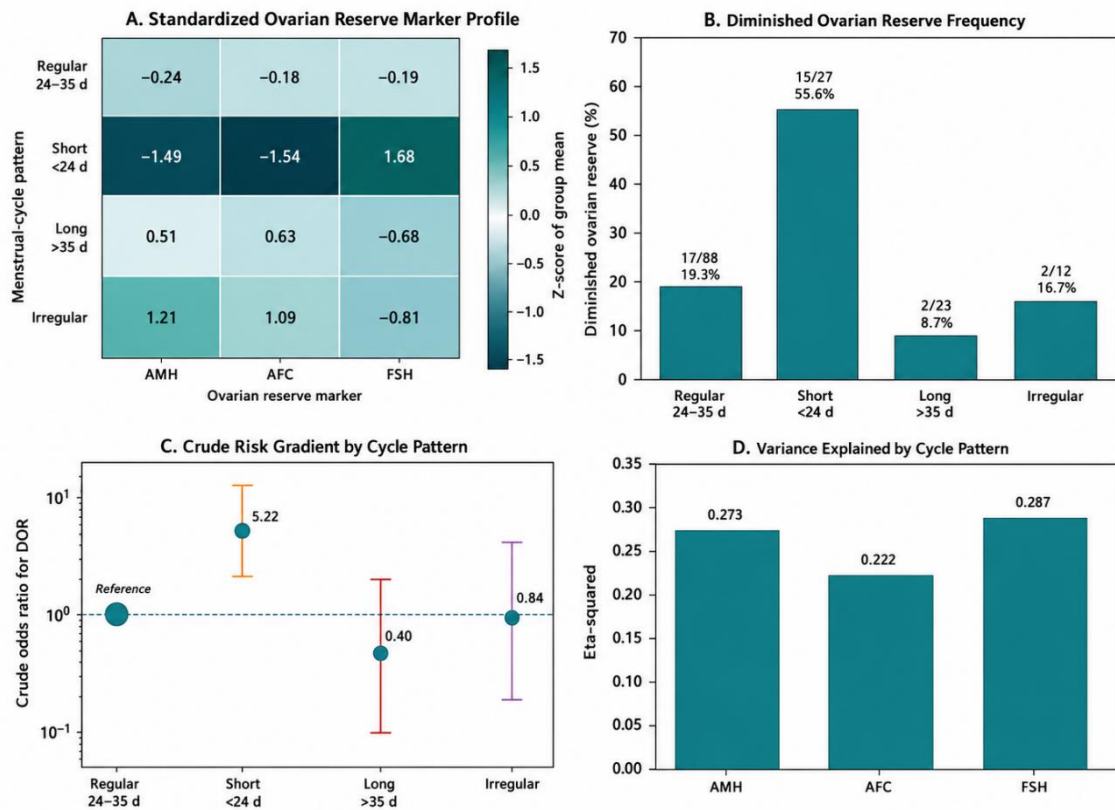 A. Standardized Ovarian Reserve Marker Profile
Menstrual-cycle pattern
Regular
24–35 d
−0.24
−0.18
−0.19
Short
<24 d
−1.49
−1.54
1.68
Long
>35 d
0.51
0.63
−0.68
Irregular
1.21
1.09
−0.81
AMH
AFC
FSH
Ovarian reserve marker
1.5
1.0
0.5
0.0
−0.5
−1.0
−1.5
Z-score of group mean
B. Diminished Ovarian Reserve Frequency
Diminished ovarian reserve (%)
70
60
50
40
30
20
10
0
17/88
19.3%
15/27
55.6%
2/23
8.7%
2/12
16.7%
Regular
24–35 d
Short
<24 d
Long
>35 d
Irregular
C. Crude Risk Gradient by Cycle Pattern
Crude odds ratio for DOR
10¹
10⁰
10⁻¹
Reference
5.22
0.40
0.84
Regular
24–35 d
Short
<24 d
Long
>35 d
Irregular
D. Variance Explained by Cycle Pattern
Eta-squared
0.35
0.30
0.25
0.20
0.15
0.10
0.05
0.00
0.273
0.222
0.287
AMH
AFC
FSH